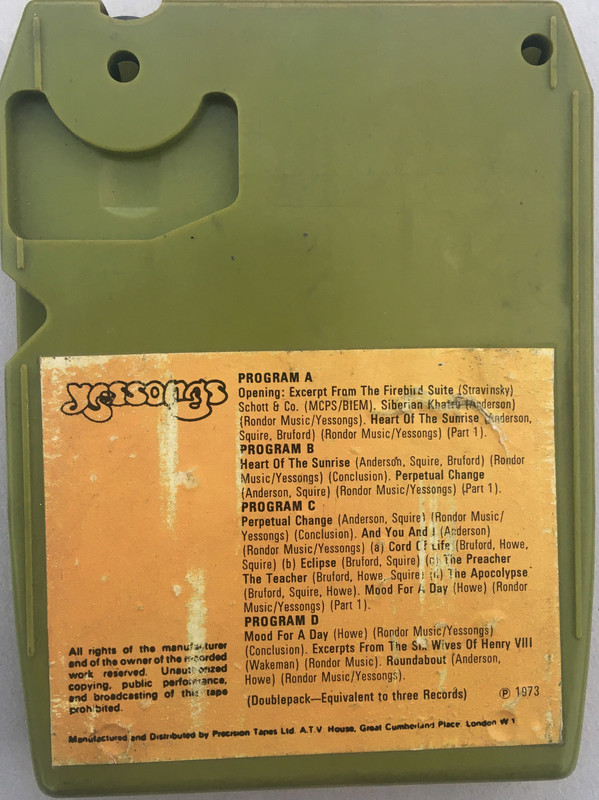 yessongs
PROGRAM A
Opening: Excerpt From The Firebird Suite (Stravinsky)
Schott & Co. (MCPS/BIEM). Siberian Khatru (Anderson)
(Rondor Music/Yessongs). Heart Of The Sunrise (Anderson,
Squire, Bruford) (Rondor Music/Yessongs) (Part 1).
PROGRAM B
Heart Of The Sunrise (Anderson, Squire, Bruford) (Rondor
Music/Yessongs) (Conclusion). Perpetual Change
(Anderson, Squire) (Rondor Music/Yessongs) (Part 1).
PROGRAM C
Perpetual Change (Anderson, Squire) (Rondor Music/
Yessongs) (Conclusion). And You And I (Anderson)
(Rondor Music/Yessongs) (a) Cord Of Life (Bruford, Howe,
Squire) (b) Eclipse (Bruford, Squire) (c) The Preacher
The Teacher (Bruford, Howe, Squire) (d) The Apocolypse
(Bruford, Squire, Howe). Mood For A Day (Howe) (Rondor
Music/Yessongs) (Part 1).
PROGRAM D
Mood For A Day (Howe) (Rondor Music/Yessongs)
(Conclusion). Excerpts From The Six Wives Of Henry VIII
(Wakeman) (Rondor Music). Roundabout (Anderson,
Howe) (Rondor Music/Yessongs).
(Doublepack—Equivalent to three Records)
Ⓟ 1973
All rights of the manufacturer
and of the owner of the recorded
work reserved. Unauthorized
copying, public performance,
and broadcasting of this tape
prohibited.
Manufactured and Distributed by Precision Tapes Ltd. A.T.V. House, Great Cumberland Place, London W1